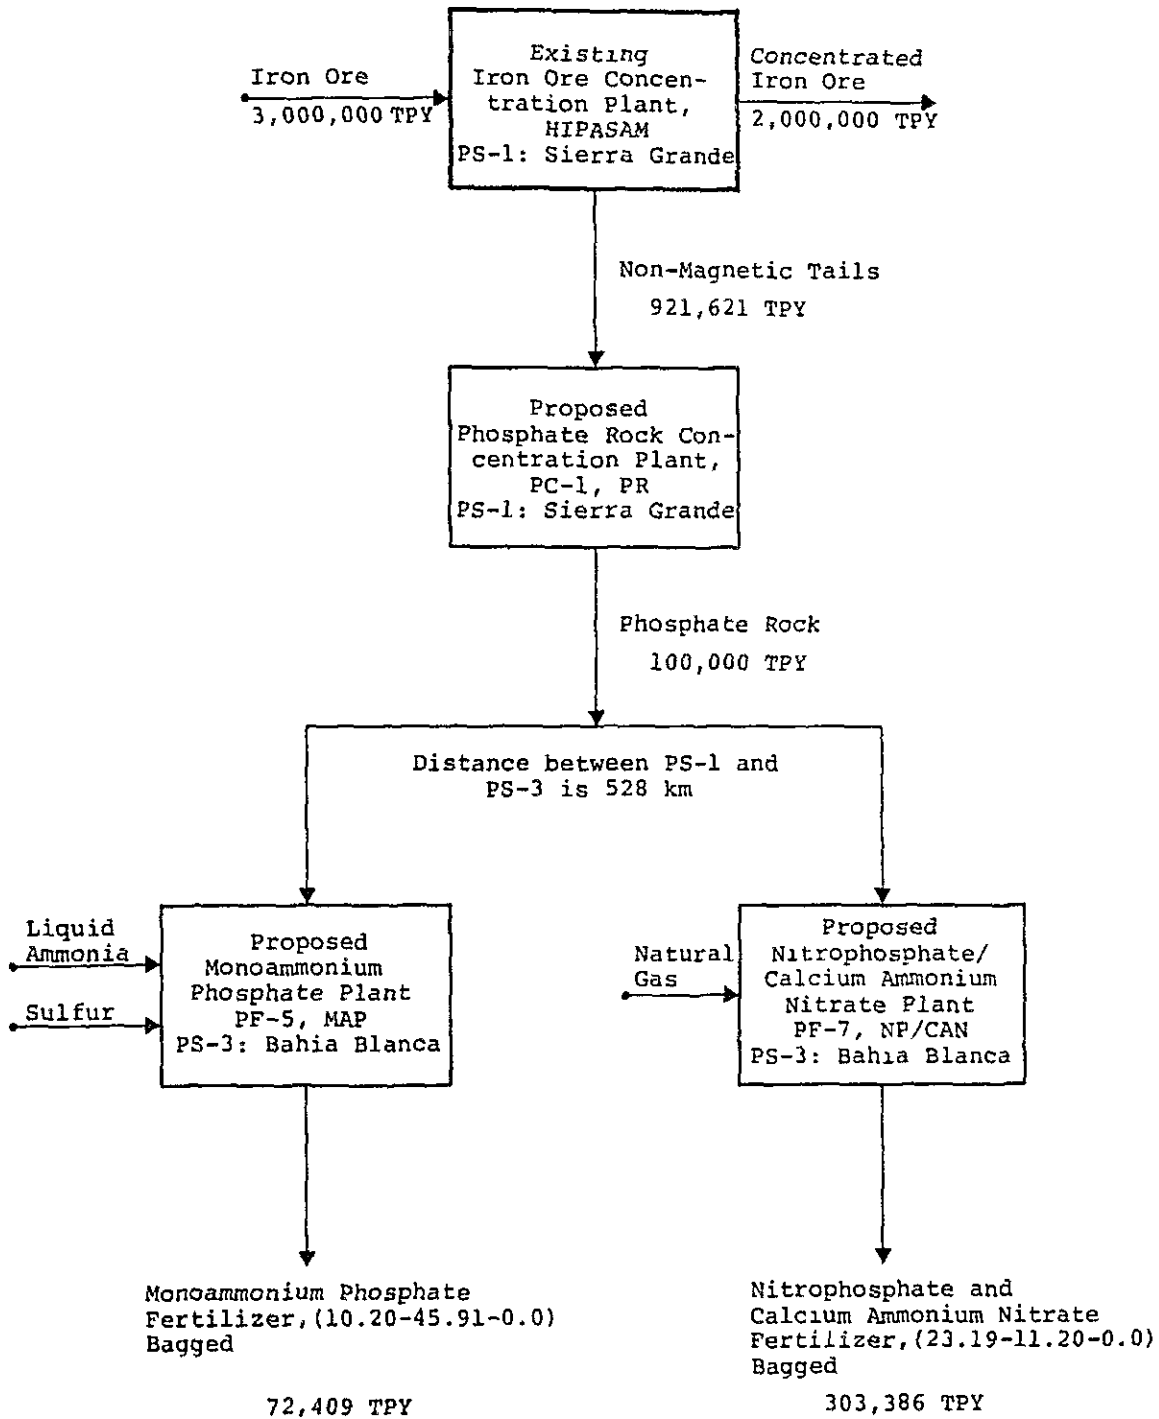 Iron Ore
3,000,000 TPY
Existing
Iron Ore Concen-
tration Plant,
HIPASAM
PS-1: Sierra Grande
Concentrated
Iron Ore
2,000,000 TPY
Non-Magnetic Tails
921,621 TPY
Proposed
Phosphate Rock Con-
centration Plant,
PC-1, PR
PS-1: Sierra Grande
Phosphate Rock
100,000 TPY
Distance between PS-1 and
PS-3 is 528 km
Liquid
Ammonia
Sulfur
Proposed
Monoammonium
Phosphate Plant
PF-5, MAP
PS-3: Bahia Blanca
Natural
Gas
Proposed
Nitrophosphate/
Calcium Ammonium
Nitrate Plant
PF-7, NP/CAN
PS-3: Bahia Blanca
Monoammonium Phosphate
Fertilizer, (10.20-45.91-0.0)
Bagged
72,409 TPY
Nitrophosphate and
Calcium Ammonium Nitrate
Fertilizer, (23.19-11.20-0.0)
Bagged
303,386 TPY